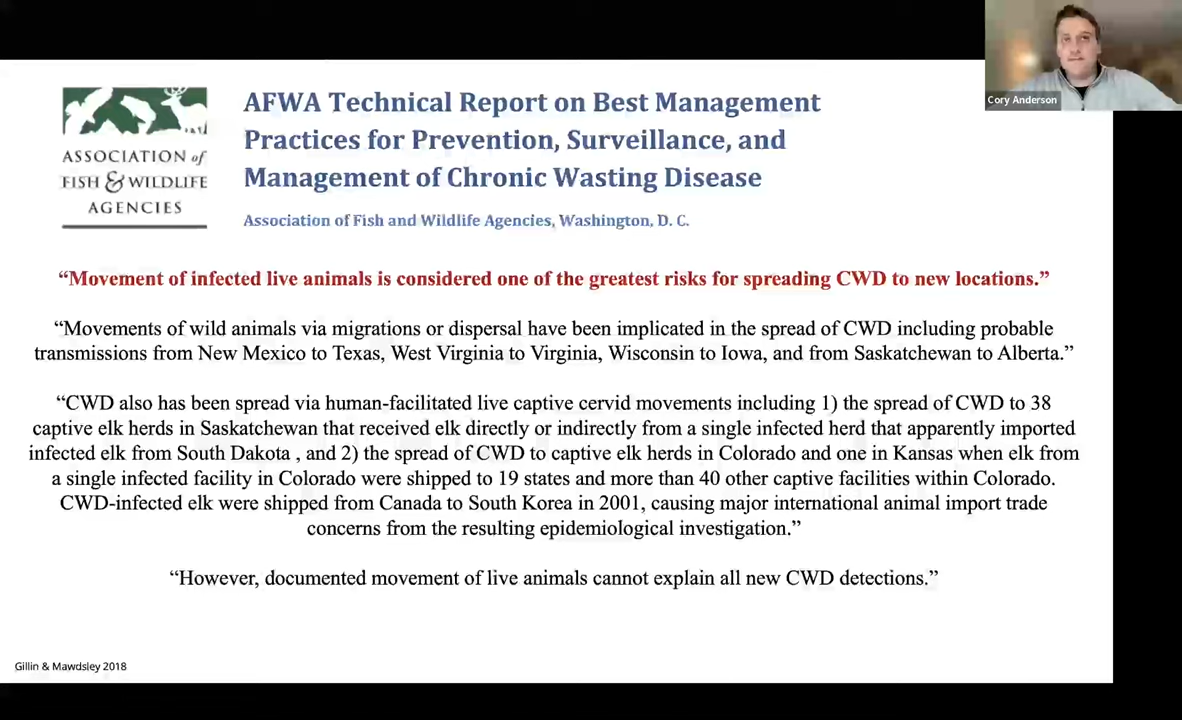 Cory Anderson
ASSOCIATION of
FISH & WILDLIFE
AGENCIES
AFWA Technical Report on Best Management
Practices for Prevention, Surveillance, and
Management of Chronic Wasting Disease
Association of Fish and Wildlife Agencies, Washington, D. C.
“Movement of infected live animals is considered one of the greatest risks for spreading CWD to new locations.”
“Movements of wild animals via migrations or dispersal have been implicated in the spread of CWD including probable
transmissions from New Mexico to Texas, West Virginia to Virginia, Wisconsin to Iowa, and from Saskatchewan to Alberta.”
“CWD also has been spread via human-facilitated live captive cervid movements including 1) the spread of CWD to 38
captive elk herds in Saskatchewan that received elk directly or indirectly from a single infected herd that apparently imported
infected elk from South Dakota , and 2) the spread of CWD to captive elk herds in Colorado and one in Kansas when elk from
a single infected facility in Colorado were shipped to 19 states and more than 40 other captive facilities within Colorado.
CWD-infected elk were shipped from Canada to South Korea in 2001, causing major international animal import trade
concerns from the resulting epidemiological investigation.”
“However, documented movement of live animals cannot explain all new CWD detections.”
Gillin & Mawdsley 2018